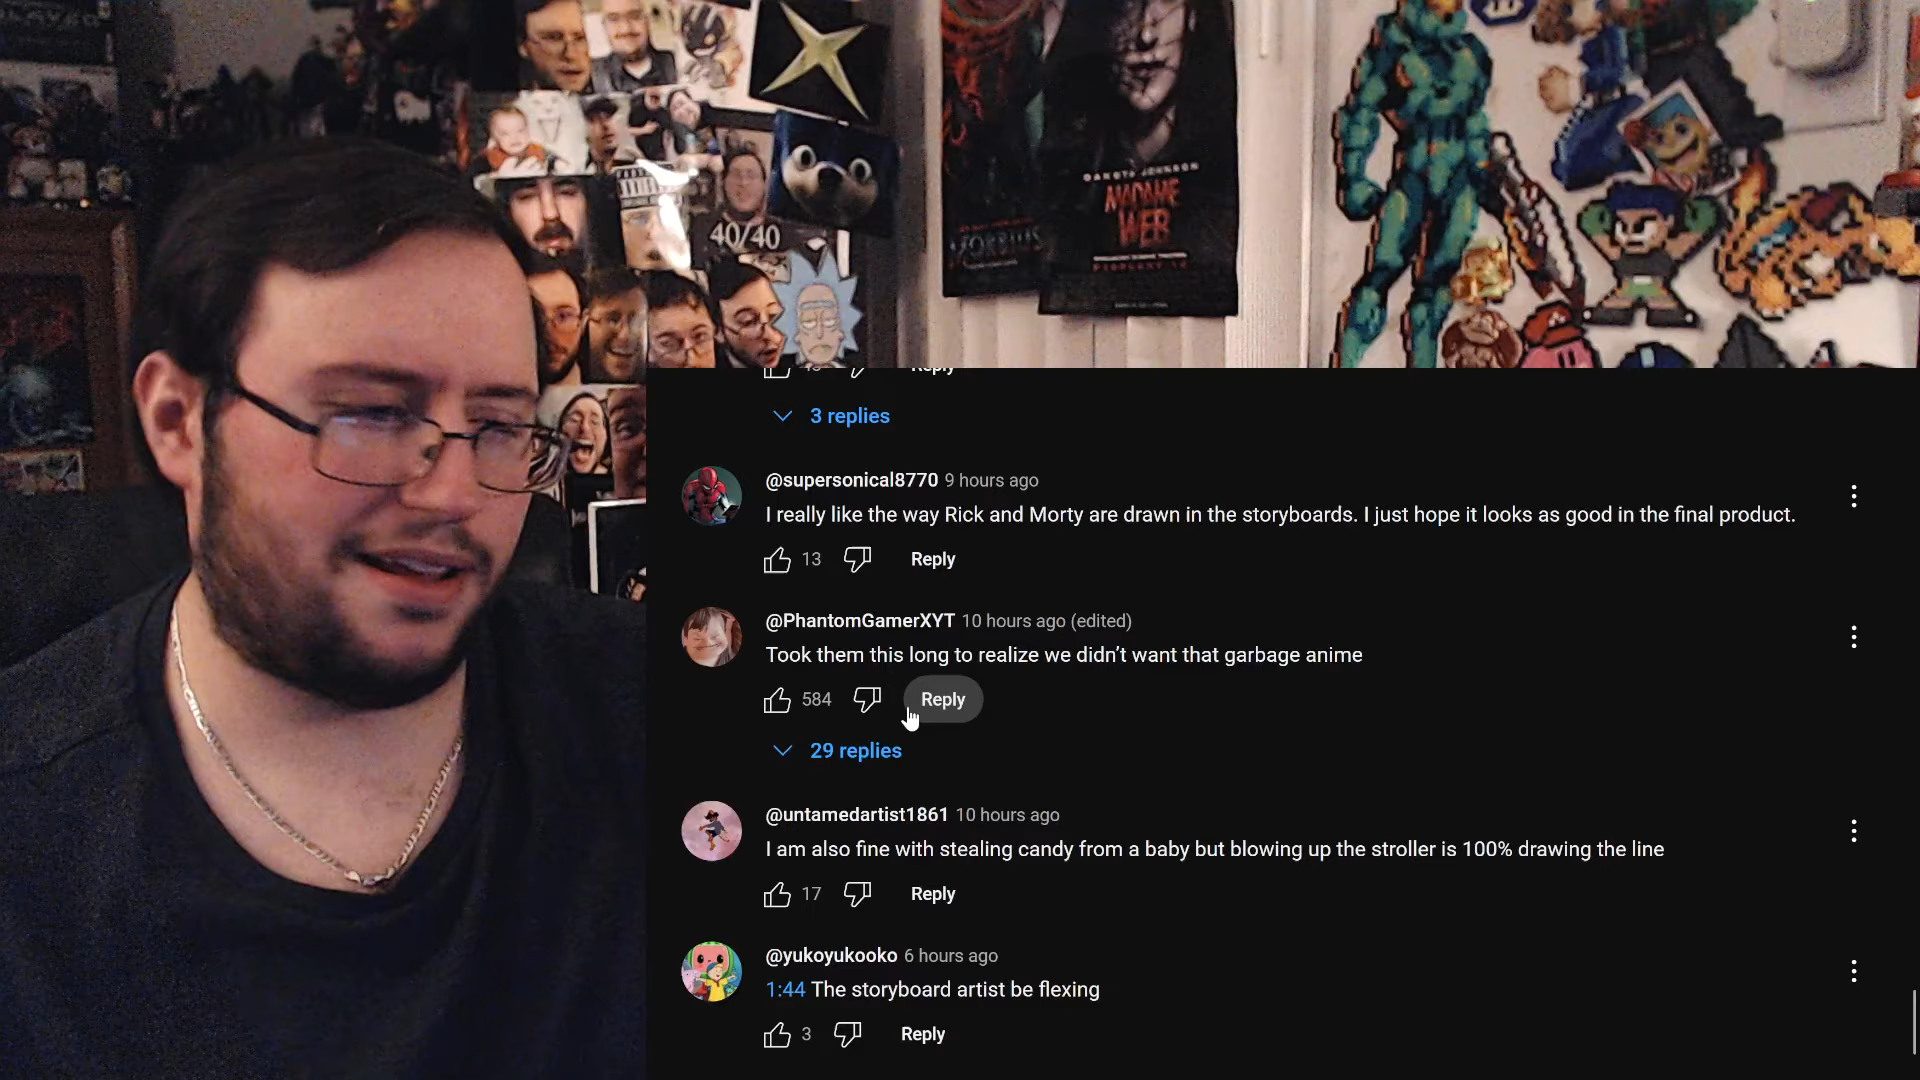 40/40
MORBIUS
DAKOTA JOHNSON
MADAME
WEB
Reply
3 replies
@supersonical8770 9 hours ago
I really like the way Rick and Morty are drawn in the storyboards. I just hope it looks as good in the final product.
13 Reply
@PhantomGamerXYT 10 hours ago (edited)
Took them this long to realize we didn’t want that garbage anime
584 Reply
29 replies
@untamedartist1861 10 hours ago
I am also fine with stealing candy from a baby but blowing up the stroller is 100% drawing the line
17 Reply
@yukoyukooko 6 hours ago
1:44 The storyboard artist be flexing
3 Reply